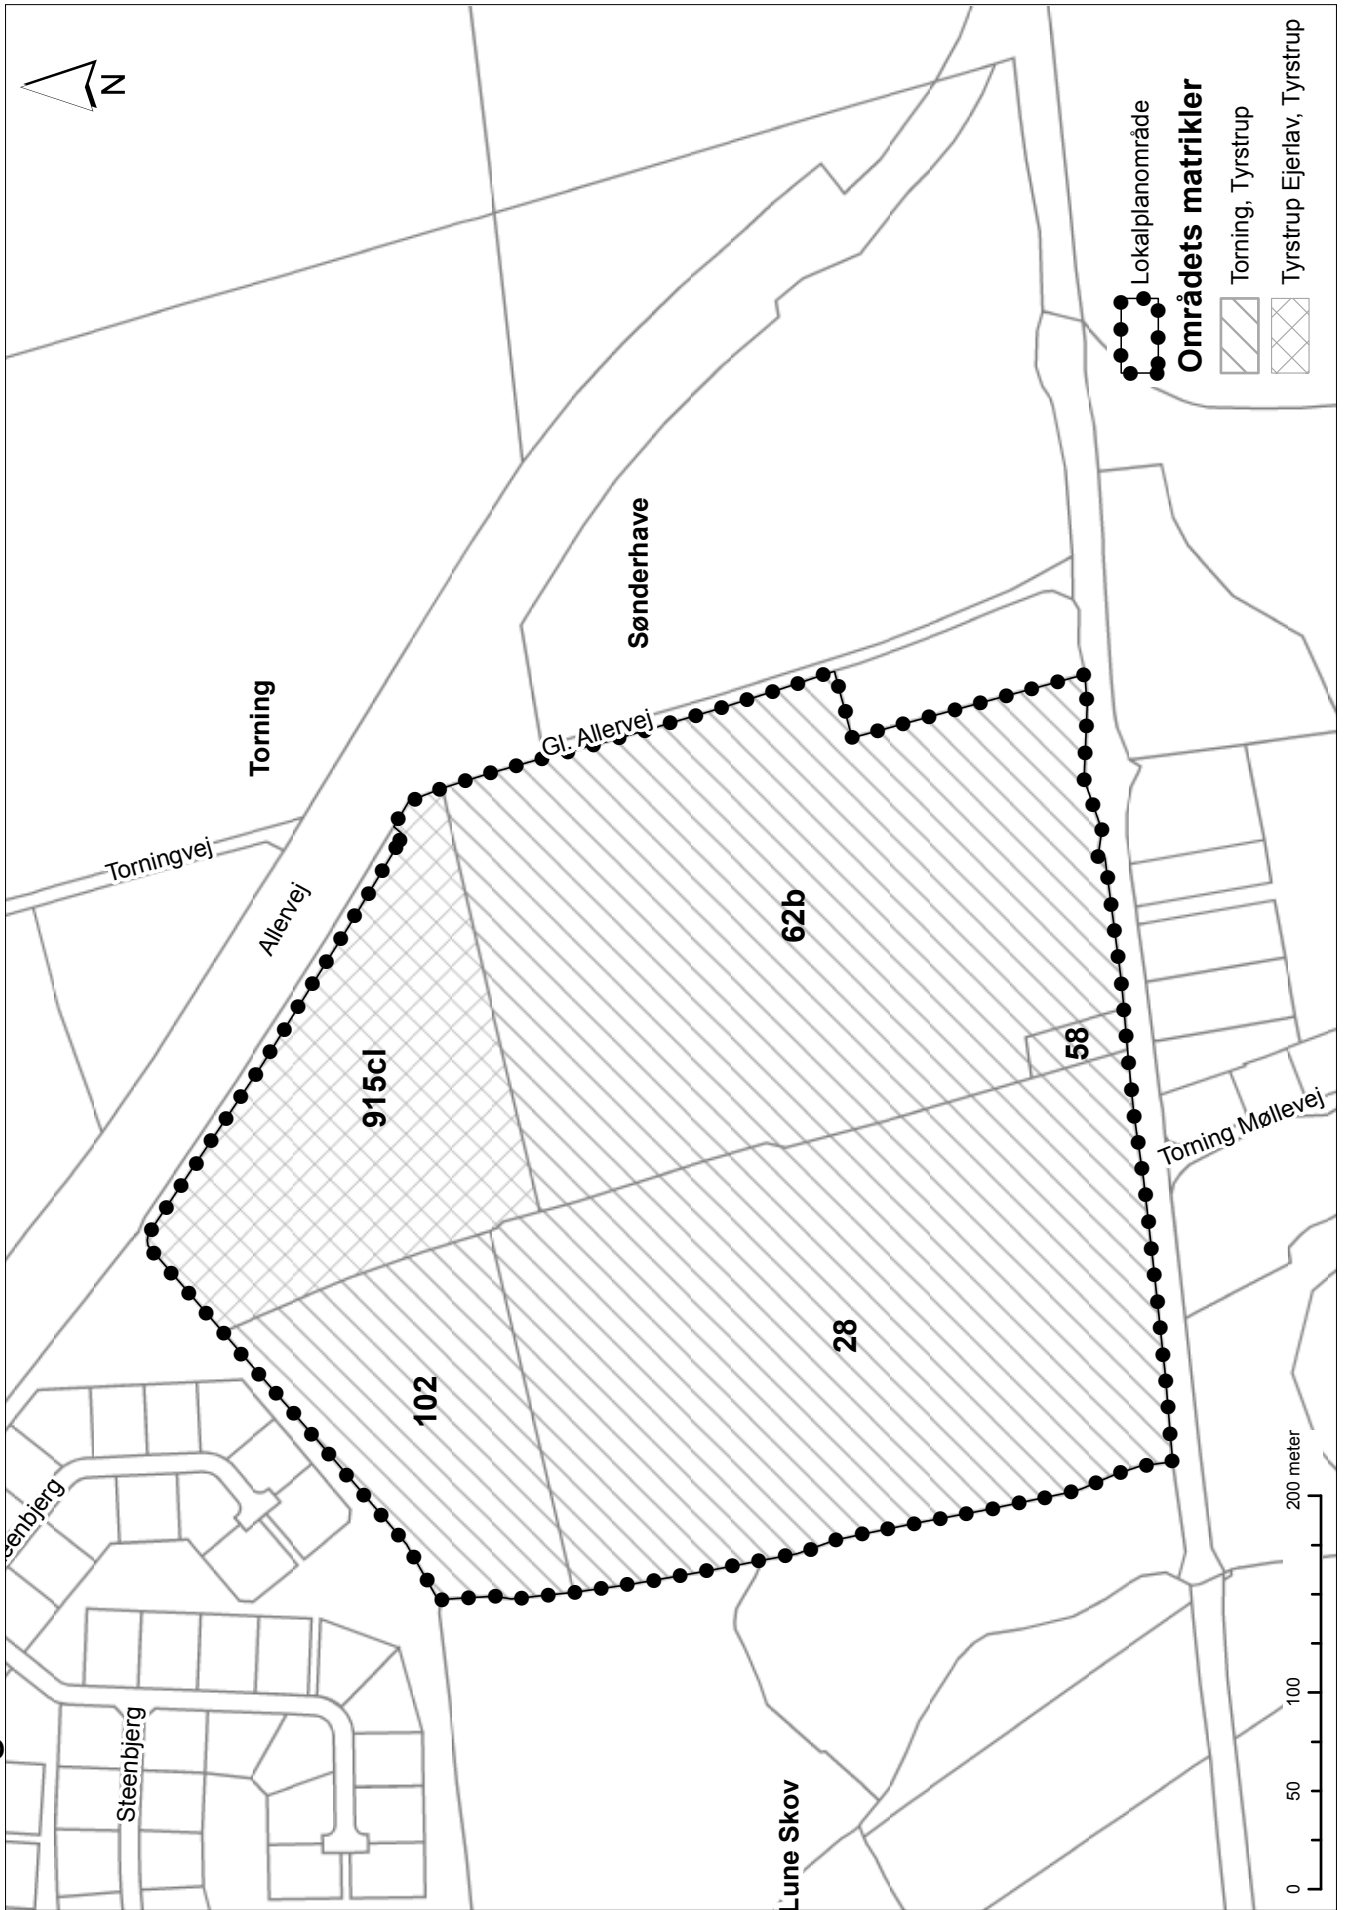 N
Torning
Torningvej
Allervej
Sønderhave
Gl. Allervej
915cl
62b
58
102
28
Torning Møllevej
eenbjerg
Steenbjerg
Lune Skov
0 50 100 200 meter
Lokalplanområde
Områdets matrikler
Torning, Tyrstrup
Tyrstrup Ejerlav, Tyrstrup